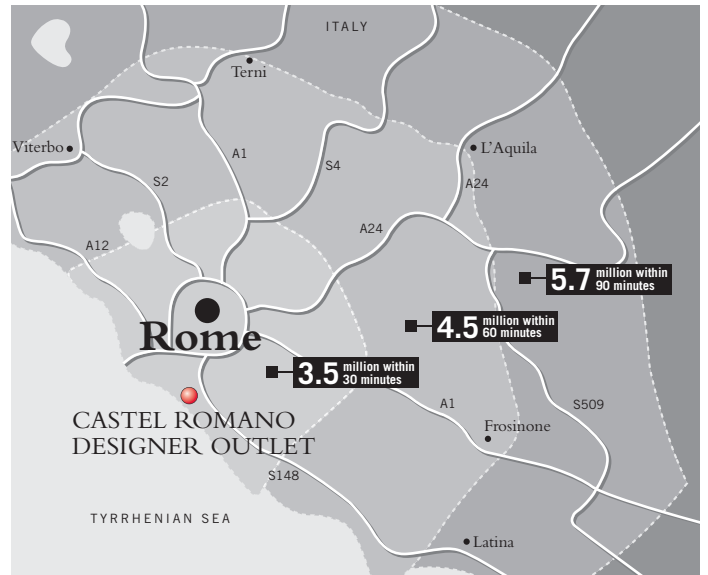 ITALY
Terni
Viterbo
L'Aquila
A1
S4
S2
A24
A24
A12
5.7 million within
90 minutes
4.5 million within
60 minutes
Rome
3.5 million within
30 minutes
CASTEL ROMANO
DESIGNER OUTLET
A1
S509
Frosinone
S148
TYRRHENIAN SEA
Latina